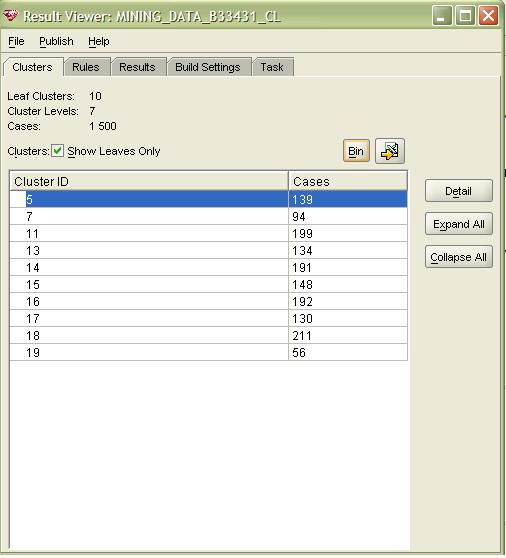 Result Viewer: MINING_DATA_B33431_CL
File Publish Help
Clusters Rules Results Build Settings Task
Leaf Clusters: 10
Cluster Levels: 7
Cases: 1 500
Clusters: Show Leaves Only Bin
Cluster ID Cases
5 139
7 94
11 199
13 134
14 191
15 148
16 192
17 130
18 211
19 56
Detail
Expand All
Collapse All